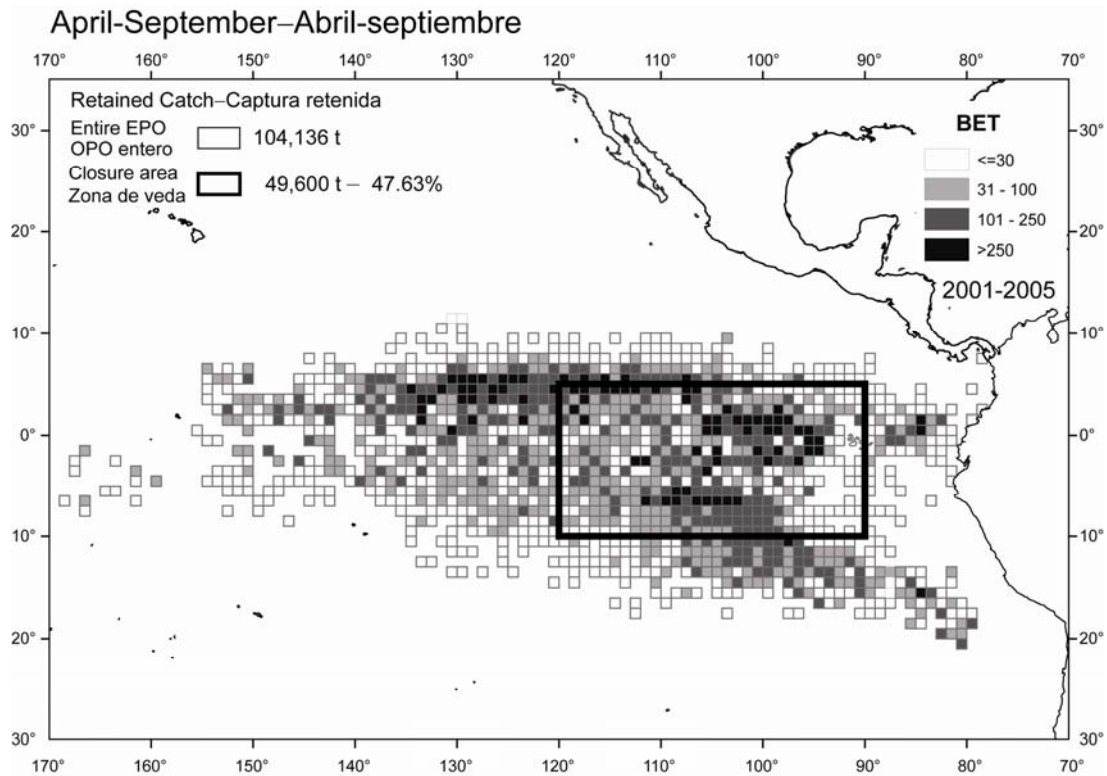 April-September–Abril-septiembre
170° 160° 150° 140° 130° 120° 110° 100° 90° 80° 70°
Retained Catch–Captura retenida
Entire EPO
OPO entero
104,136 t
Closure area
Zona de veda
49,600 t – 47.63%
BET
<=30
31 - 100
101 - 250
>250
2001-2005
30° 30°
20° 20°
10° 10°
0° 0°
10° 10°
20° 20°
30° 30°
170° 160° 150° 140° 130° 120° 110° 100° 90° 80° 70°